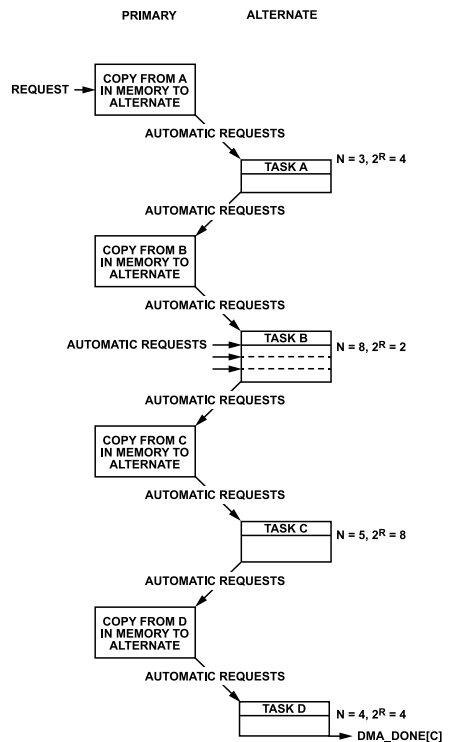 PRIMARY
ALTERNATE
REQUEST
COPY FROM A
IN MEMORY TO
ALTERNATE
AUTOMATIC REQUESTS
TASK A
N = 3, 2ᴿ = 4
AUTOMATIC REQUESTS
COPY FROM B
IN MEMORY TO
ALTERNATE
AUTOMATIC REQUESTS
AUTOMATIC REQUESTS
TASK B
N = 8, 2ᴿ = 2
AUTOMATIC REQUESTS
COPY FROM C
IN MEMORY TO
ALTERNATE
AUTOMATIC REQUESTS
TASK C
N = 5, 2ᴿ = 8
AUTOMATIC REQUESTS
COPY FROM D
IN MEMORY TO
ALTERNATE
AUTOMATIC REQUESTS
TASK D
N = 4, 2ᴿ = 4
DMA_DONE[C]